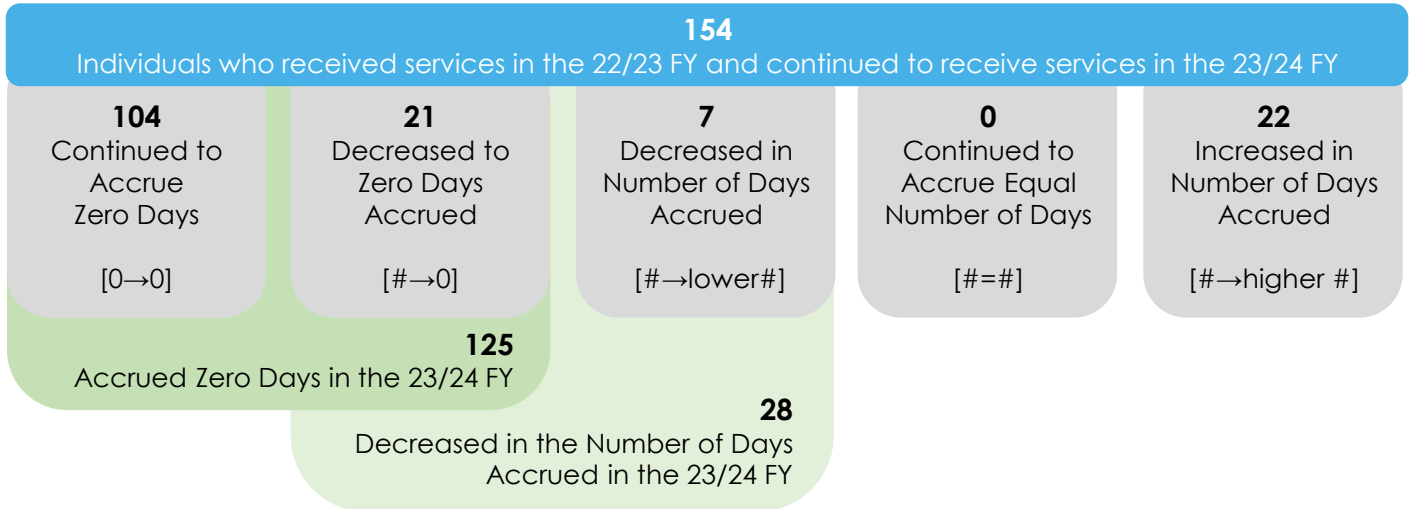 154
Individuals who received services in the 22/23 FY and continued to receive services in the 23/24 FY
104
Continued to
Accrue
Zero Days
[0→0]
21
Decreased to
Zero Days
Accrued
[#→0]
7
Decreased in
Number of Days
Accrued
[#→lower#]
0
Continued to
Accrue Equal
Number of Days
[#=#]
22
Increased in
Number of Days
Accrued
[#→higher #]
125
Accrued Zero Days in the 23/24 FY
28
Decreased in the Number of Days
Accrued in the 23/24 FY